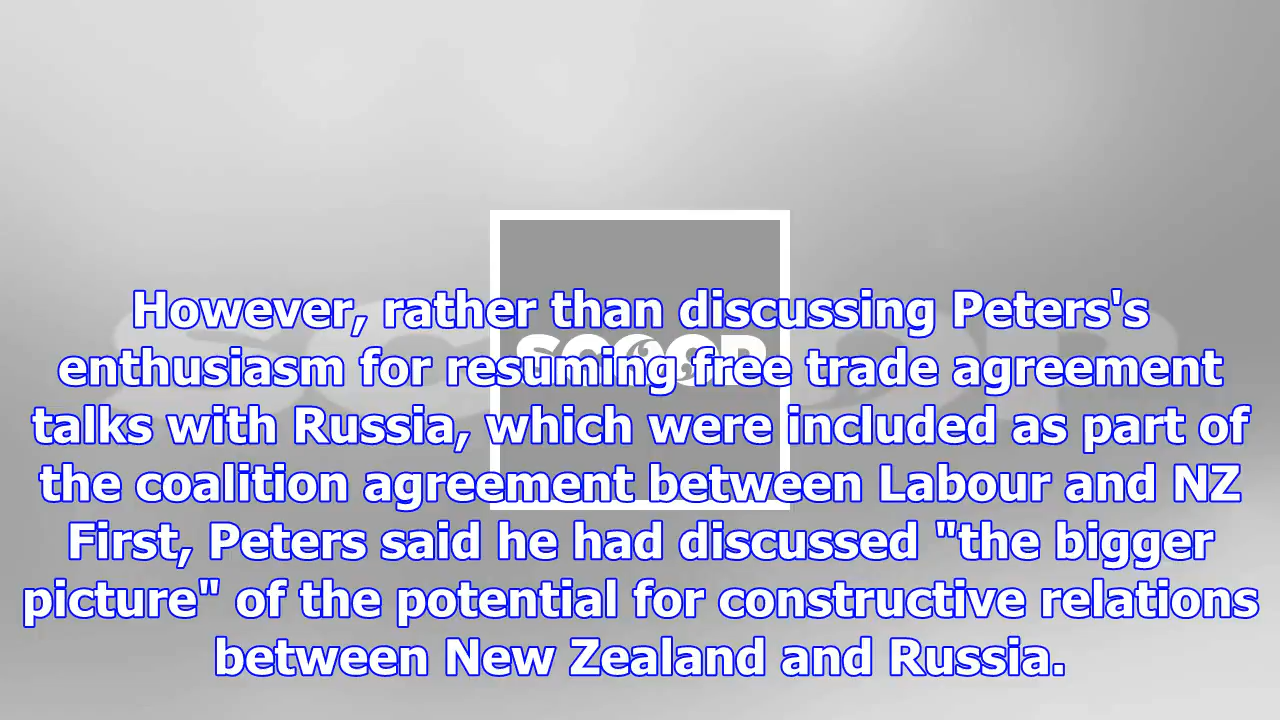 However, rather than discussing Peters's
enthusiasm for resuming free trade agreement
talks with Russia, which were included as part of
the coalition agreement between Labour and NZ
First, Peters said he had discussed "the bigger
picture" of the potential for constructive relations
between New Zealand and Russia.
SCOOP